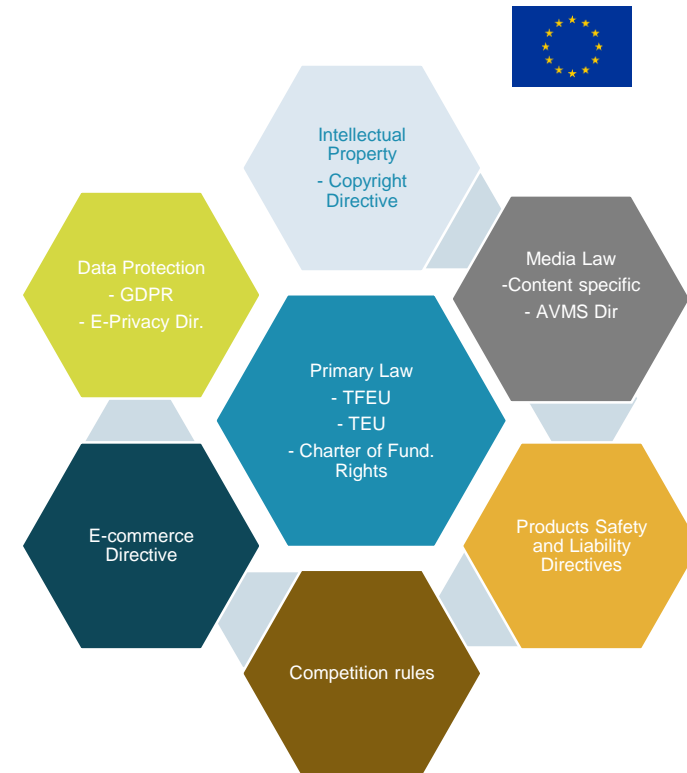 Intellectual
Property
- Copyright
Directive
Data Protection
- GDPR
- E-Privacy Dir.
Media Law
-Content specific
- AVMS Dir
Primary Law
- TFEU
- TEU
- Charter of Fund.
Rights
E-commerce
Directive
Products Safety
and Liability
Directives
Competition rules